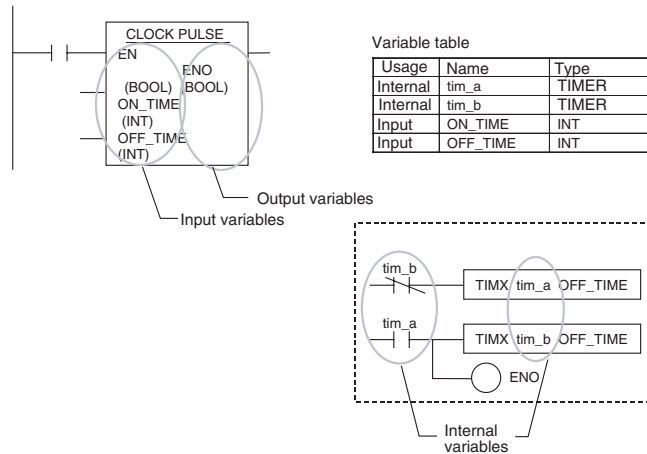 CLOCK PULSE
EN
ENO
(BOOL) (BOOL)
ON_TIME
(INT)
OFF_TIME
(INT)
Output variables
Input variables
Variable table
Usage Name Type
Internal tim_a TIMER
Internal tim_b TIMER
Input ON_TIME INT
Input OFF_TIME INT
tim_b
TIMX tim_a OFF_TIME
tim_a
TIMX tim_b OFF_TIME
ENO
Internal
variables